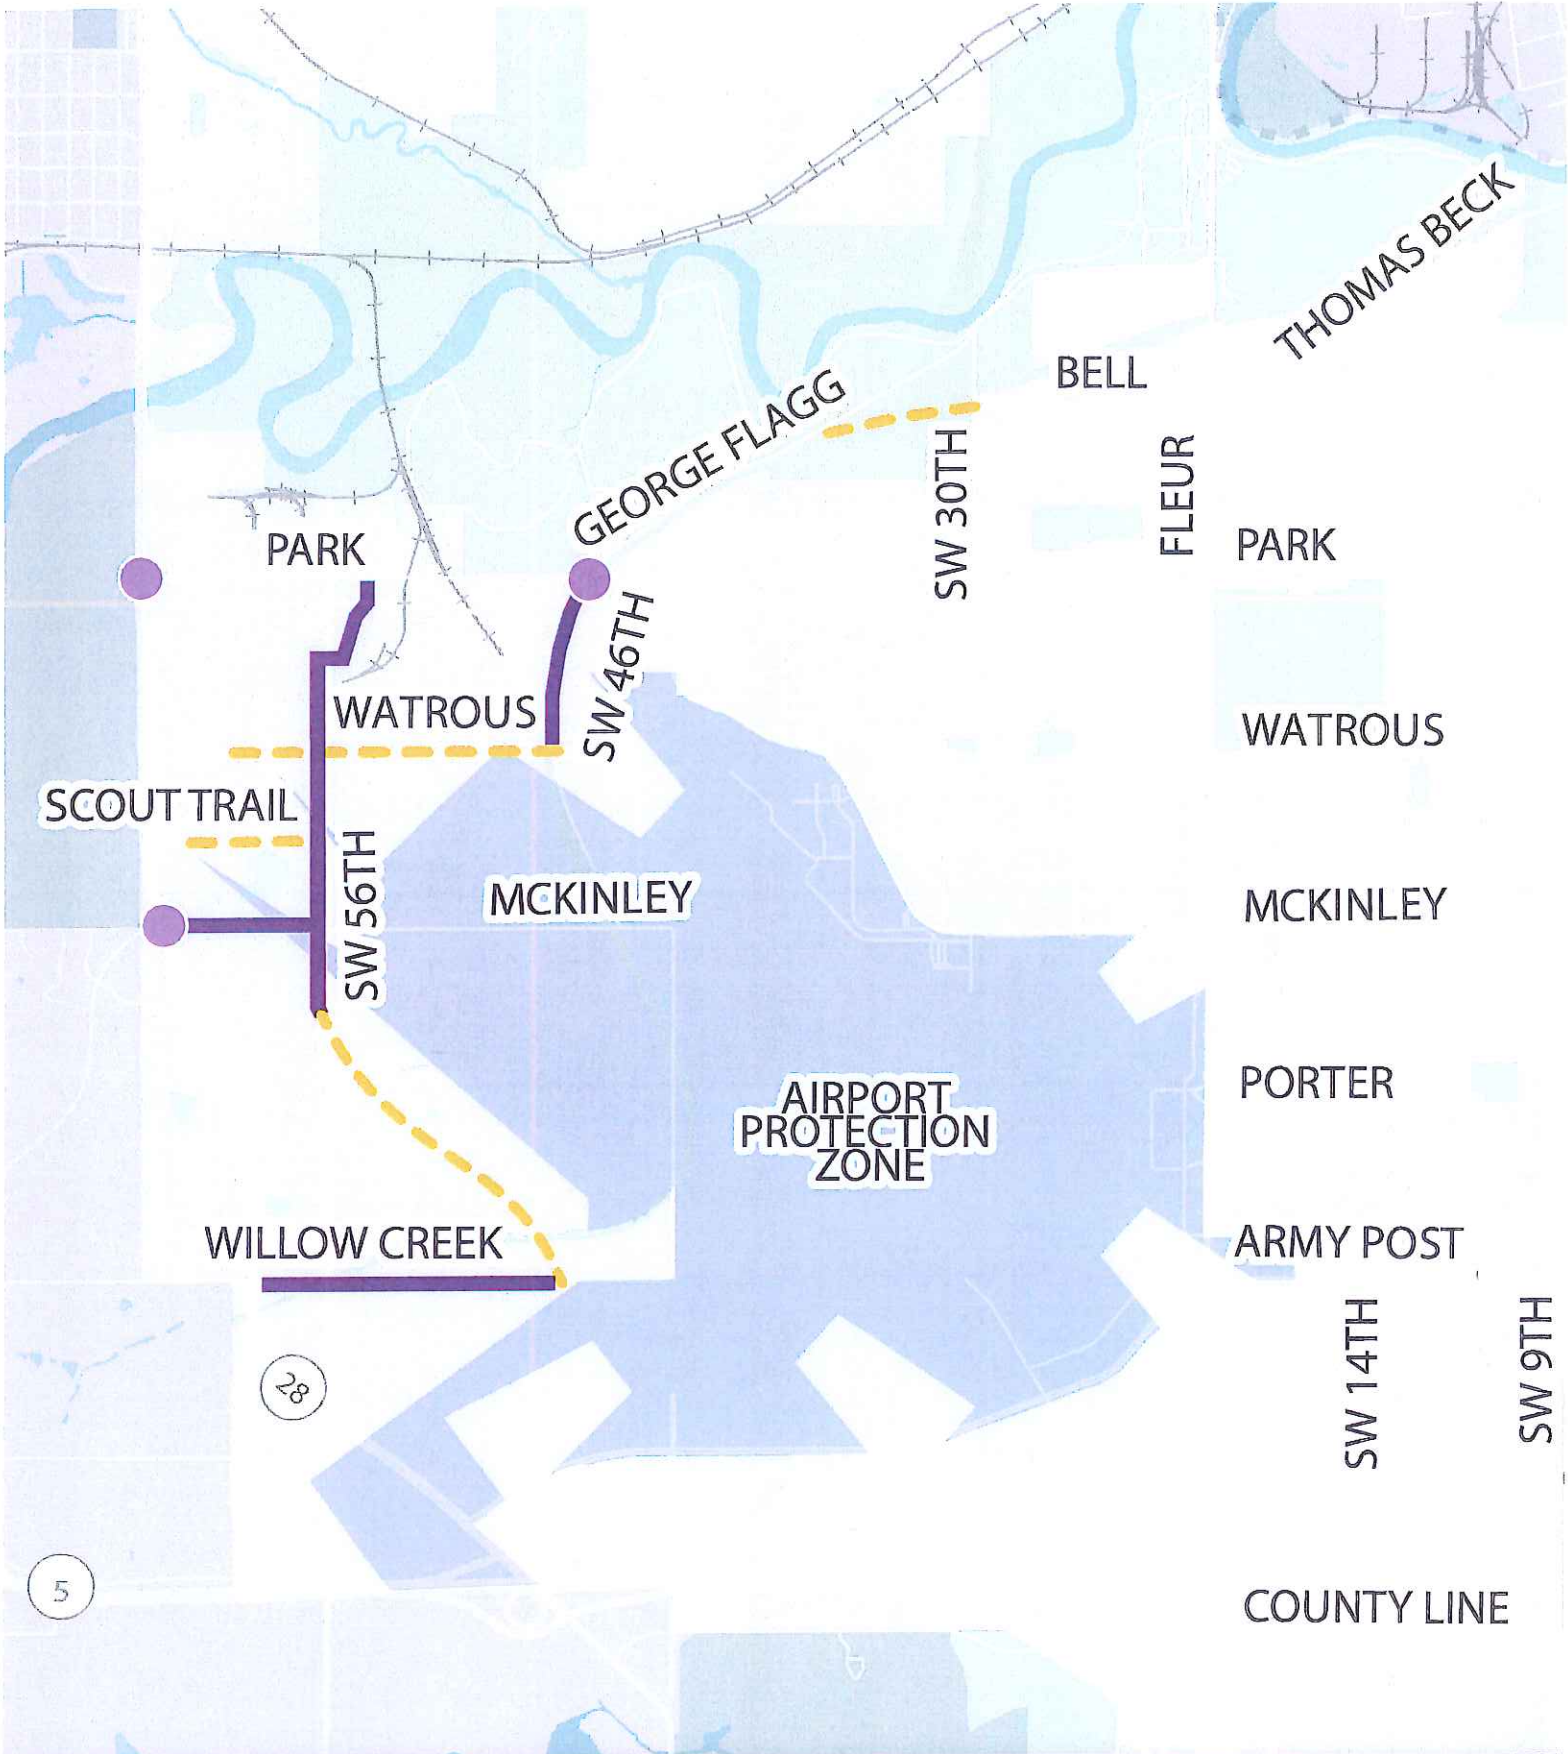 THOMAS BECK
BELL
GEORGE FLAGG
SW 30TH
FLEUR
PARK
PARK
SW 46TH
WATROUS
WATROUS
SCOUT TRAIL
SW 56TH
MCKINLEY
MCKINLEY
AIRPORT
PROTECTION
ZONE
PORTER
WILLOW CREEK
ARMY POST
SW 14TH
SW 9TH
28
5
COUNTY LINE